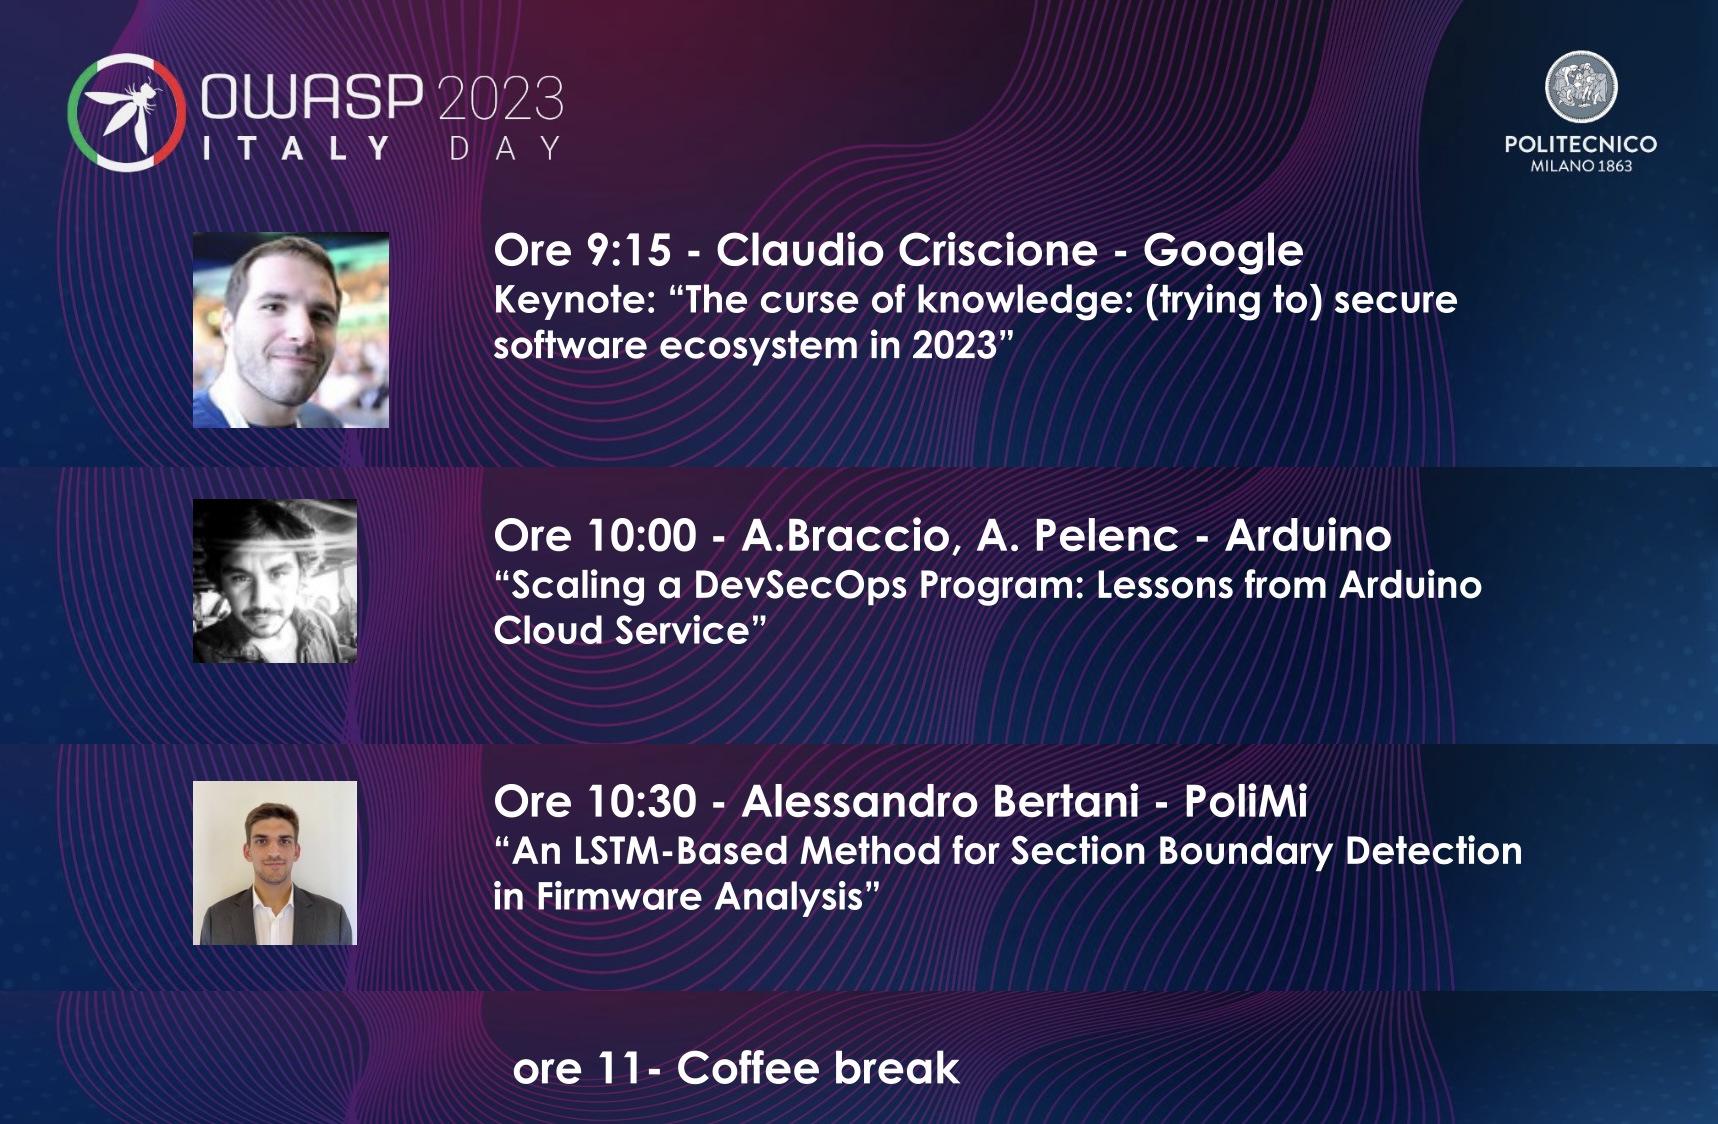 OWASP 2023
ITALY DAY
POLITECNICO
MILANO 1863
Ore 9:15 - Claudio Criscione - Google
Keynote: “The curse of knowledge: (trying to) secure
software ecosystem in 2023”
Ore 10:00 - A.Braccio, A. Pelenc - Arduino
“Scaling a DevSecOps Program: Lessons from Arduino
Cloud Service”
Ore 10:30 - Alessandro Bertani - PoliMi
“An LSTM-Based Method for Section Boundary Detection
in Firmware Analysis”
ore 11- Coffee break